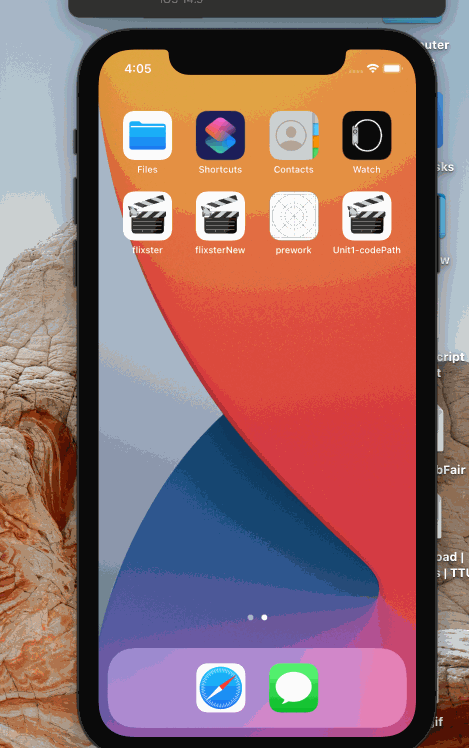 iOS 14.5
4:05
Files
Shortcuts
Contacts
Watch
flixster
flixsterNew
prework
Unit1-codePath
uter
sks
w
cript
t
bFair
oad |
s | TTU
gif